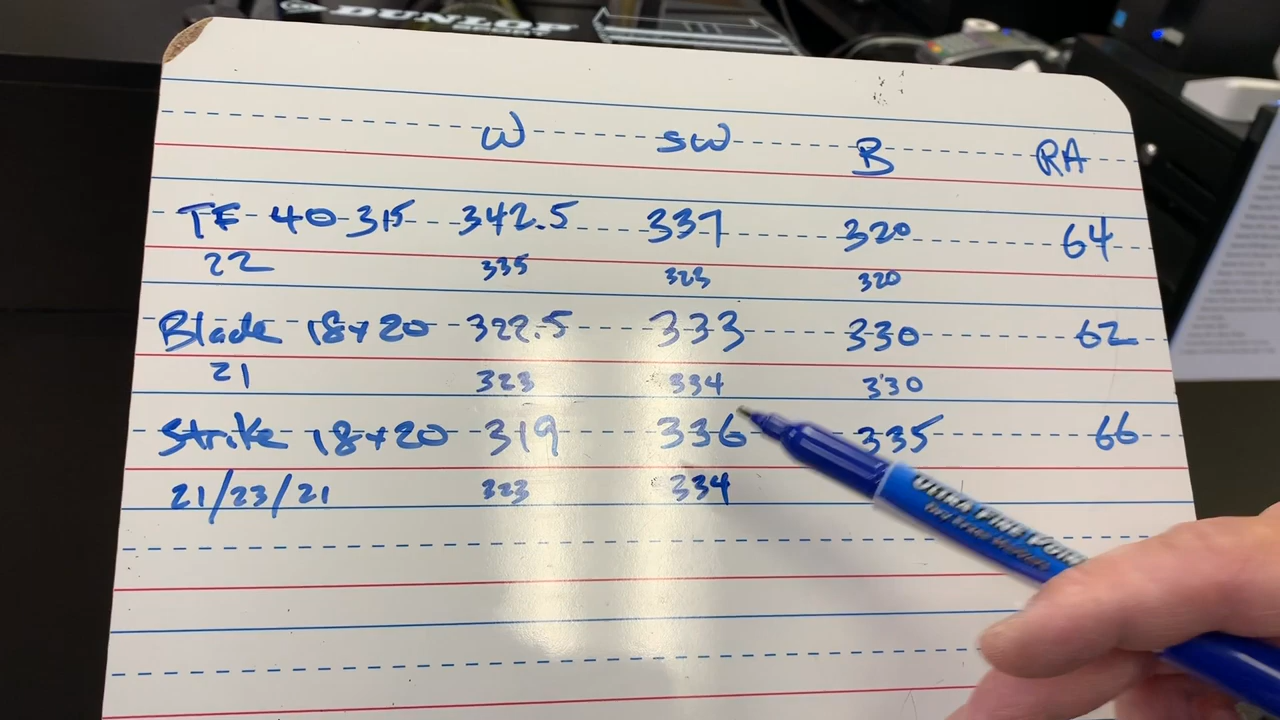 DUNLOP
W SW B RA
TF 40 315 342.5 337 320 64
22 335 323 320
Blade 18x20 322.5 333 330 62
21 323 334 330
Strike 18x20 319 336 335 66
21/23/21 323 334
ULTRA FINE POINT